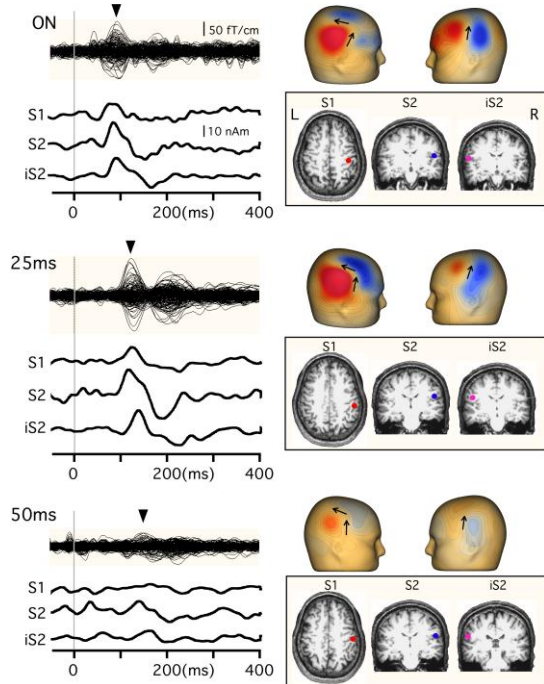 ON
50 fT/cm
S1
10 nAm
S2
iS2
0 200(ms) 400
L S1 S2 iS2 R
25ms
S1
S2
iS2
0 200(ms) 400
S1 S2 iS2
50ms
S1
S2
iS2
0 200(ms) 400
S1 S2 iS2